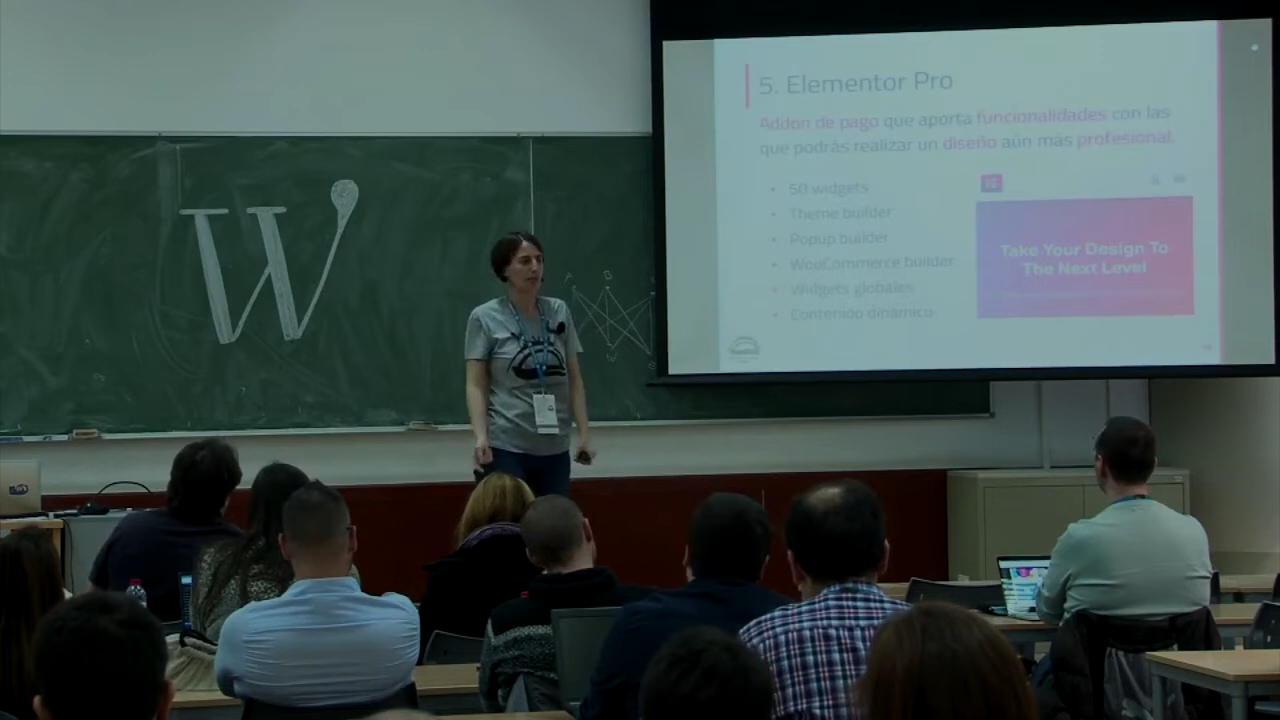 W
5. Elementor Pro
Addon de pago que aporta funcionalidades con las
que podrás realizar un diseño aún más profesional.
• 50 widgets
• Theme builder
• Popup builder
• WooCommerce builder
• Widgets globales
• Contenido dinámico
Take Your Design To
The Next Level
A B